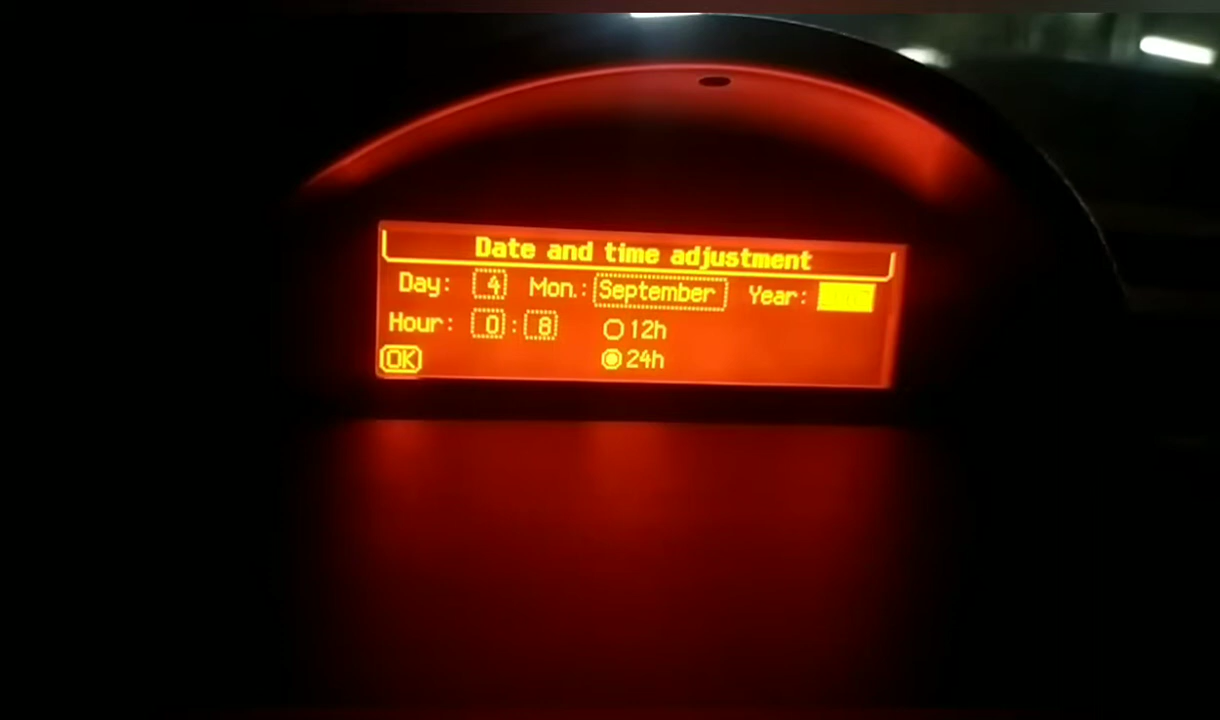 Date and time adjustment
Day: 4 Mon.: September Year:
Hour: 0 : 8 12h
OK 24h